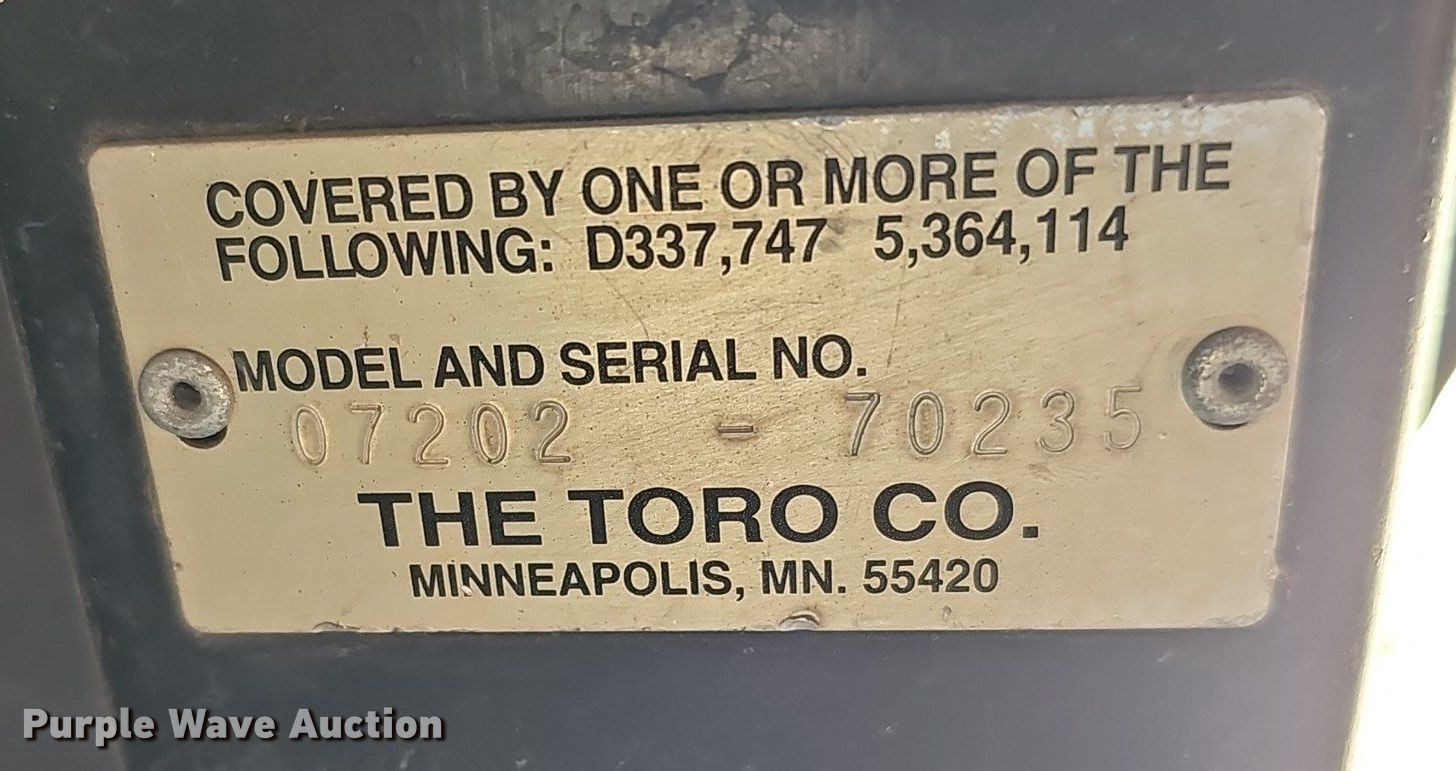 COVERED BY ONE OR MORE OF THE
FOLLOWING: D337,747 5,364,114
MODEL AND SERIAL NO.
07202 - 70235
THE TORO CO.
MINNEAPOLIS, MN. 55420
Purple Wave Auction